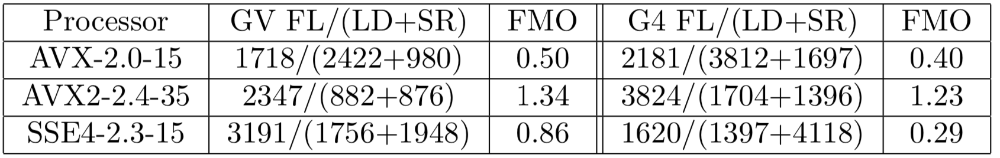 Processor GV FL/(LD+SR) FMO G4 FL/(LD+SR) FMO
AVX-2.0-15 1718/(2422+980) 0.50 2181/(3812+1697) 0.40
AVX2-2.4-35 2347/(882+876) 1.34 3824/(1704+1396) 1.23
SSE4-2.3-15 3191/(1756+1948) 0.86 1620/(1397+4118) 0.29